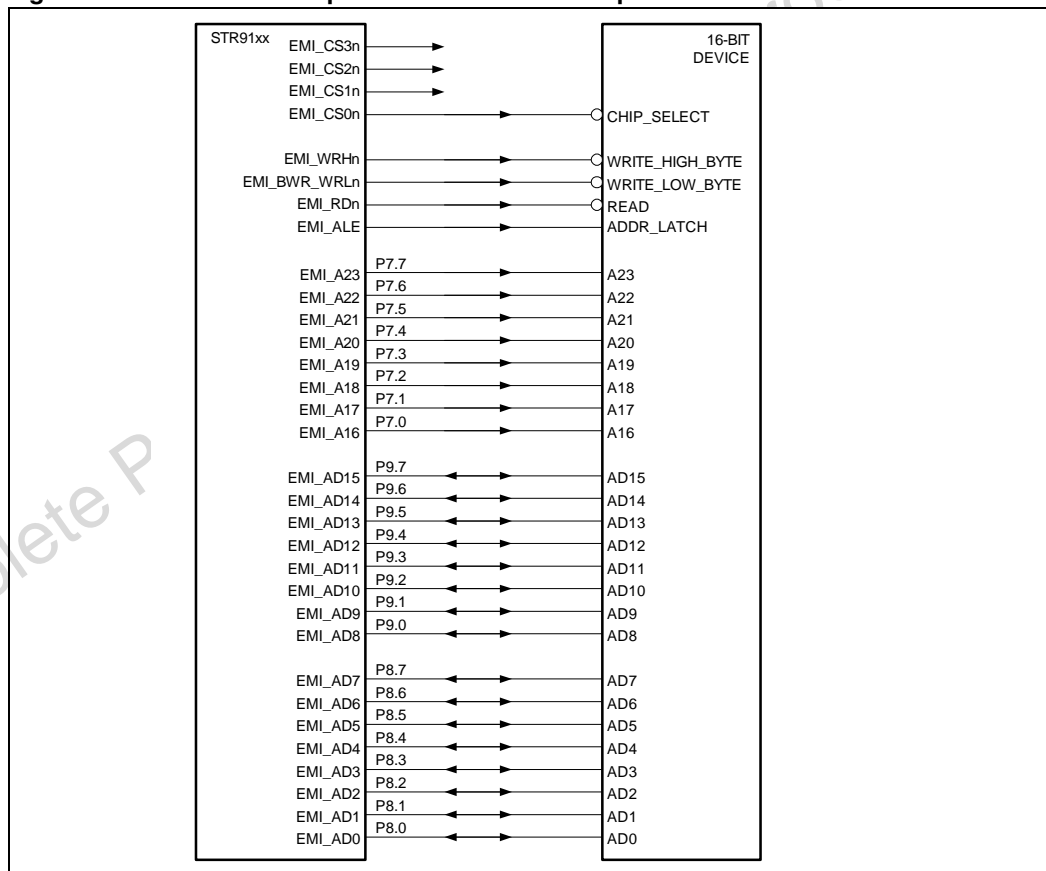 STR91xx
16-BIT
DEVICE
EMI_CS3n
EMI_CS2n
EMI_CS1n
EMI_CS0n CHIP_SELECT
EMI_WRHn WRITE_HIGH_BYTE
EMI_BWR_WRLn WRITE_LOW_BYTE
EMI_RDn READ
EMI_ALE ADDR_LATCH
EMI_A23 P7.7 A23
EMI_A22 P7.6 A22
EMI_A21 P7.5 A21
EMI_A20 P7.4 A20
EMI_A19 P7.3 A19
EMI_A18 P7.2 A18
EMI_A17 P7.1 A17
EMI_A16 P7.0 A16
EMI_AD15 P9.7 AD15
EMI_AD14 P9.6 AD14
EMI_AD13 P9.5 AD13
EMI_AD12 P9.4 AD12
EMI_AD11 P9.3 AD11
EMI_AD10 P9.2 AD10
EMI_AD9 P9.1 AD9
EMI_AD8 P9.0 AD8
EMI_AD7 P8.7 AD7
EMI_AD6 P8.6 AD6
EMI_AD5 P8.5 AD5
EMI_AD4 P8.4 AD4
EMI_AD3 P8.3 AD3
EMI_AD2 P8.2 AD2
EMI_AD1 P8.1 AD1
EMI_AD0 P8.0 AD0